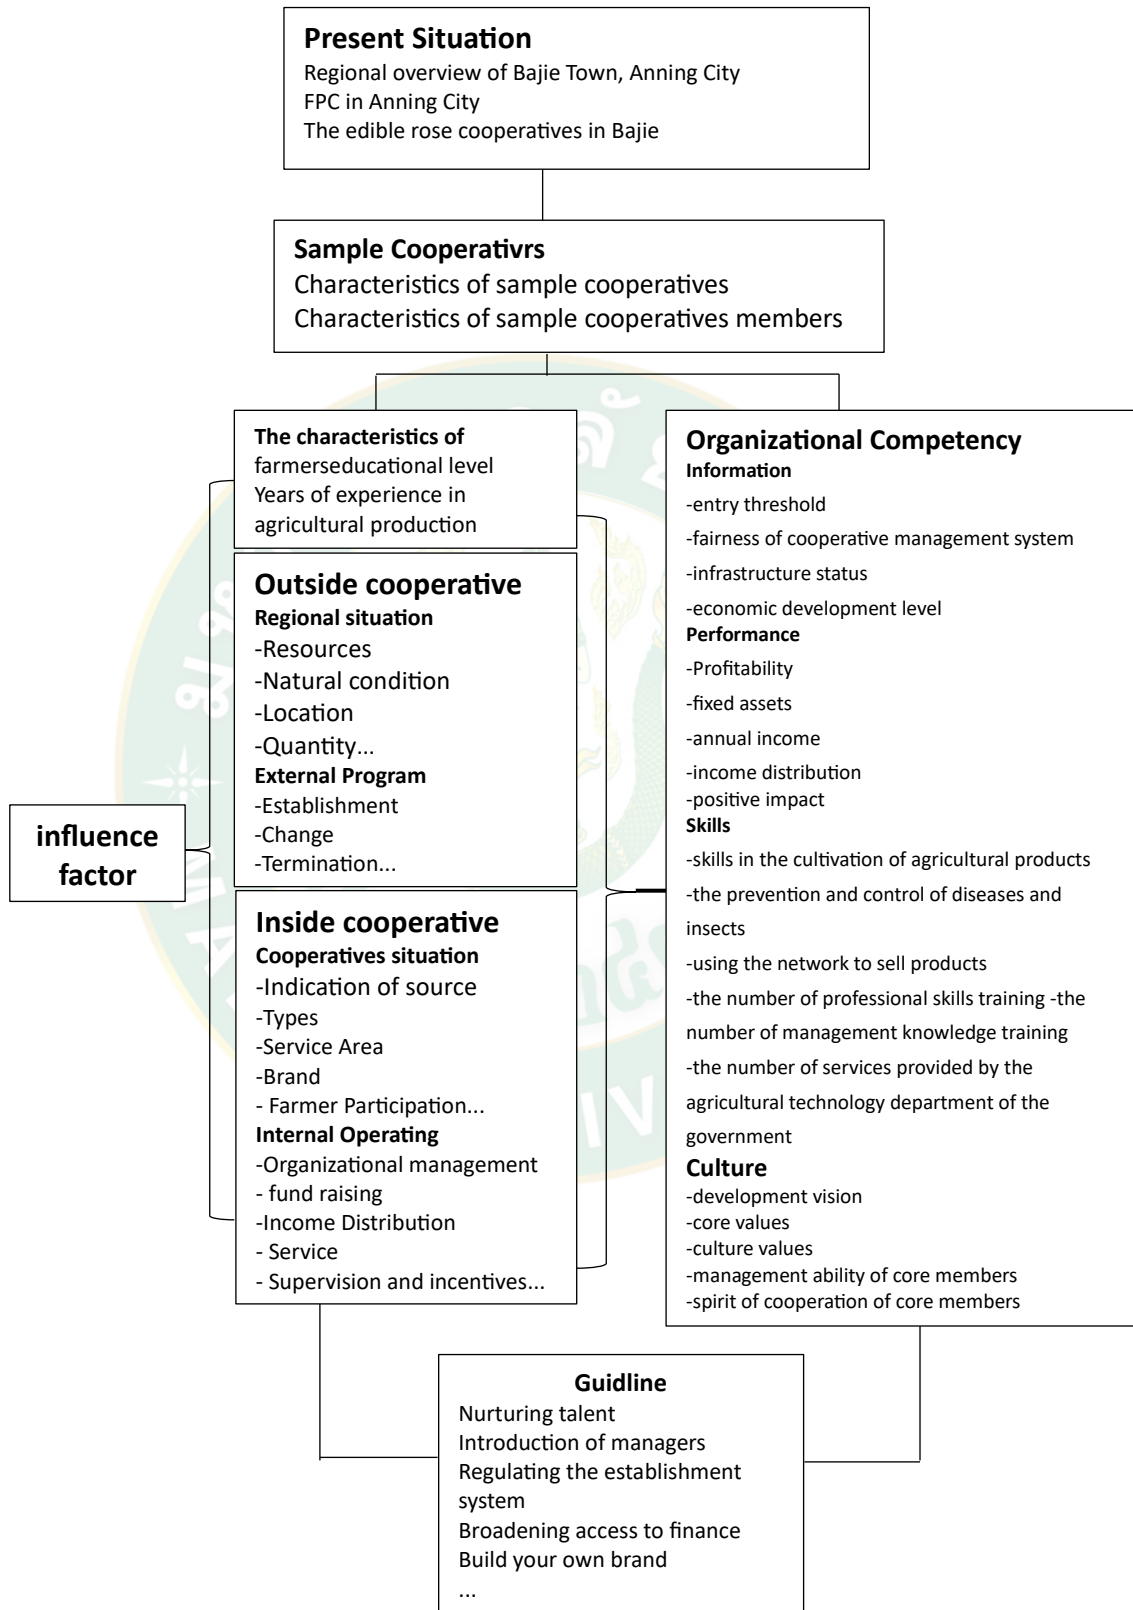 Present Situation
Regional overview of Bajie Town, Anning City
FPC in Anning City
The edible rose cooperatives in Bajie
Sample Cooperativrs
Characteristics of sample cooperatives
Characteristics of sample cooperatives members
The characteristics of
farmerseducational level
Years of experience in
agricultural production
Outside cooperative
Regional situation
-Resources
-Natural condition
-Location
-Quantity...
External Program
-Establishment
-Change
-Termination...
influence
factor
Inside cooperative
Cooperatives situation
-Indication of source
-Types
-Service Area
-Brand
- Farmer Participation...
Internal Operating
-Organizational management
- fund raising
-Income Distribution
- Service
- Supervision and incentives...
Organizational Competency
Information
-entry threshold
-fairness of cooperative management system
-infrastructure status
-economic development level
Performance
-Profitability
-fixed assets
-annual income
-income distribution
-positive impact
Skills
-skills in the cultivation of agricultural products
-the prevention and control of diseases and
insects
-using the network to sell products
-the number of professional skills training -the
number of management knowledge training
-the number of services provided by the
agricultural technology department of the
government
Culture
-development vision
-core values
-culture values
-management ability of core members
-spirit of cooperation of core members
Guidline
Nurturing talent
Introduction of managers
Regulating the establishment
system
Broadening access to finance
Build your own brand
...